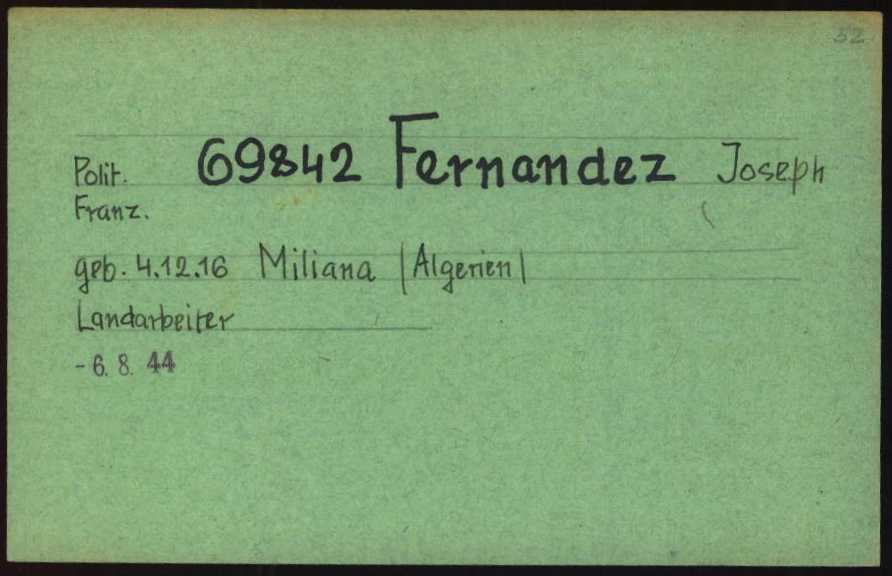 32
Polit. 69842 Fernandez Joseph
Franz.
geb. 4.12.16 Miliana |Algerien|
Landarbeiter
- 6. 8. 44